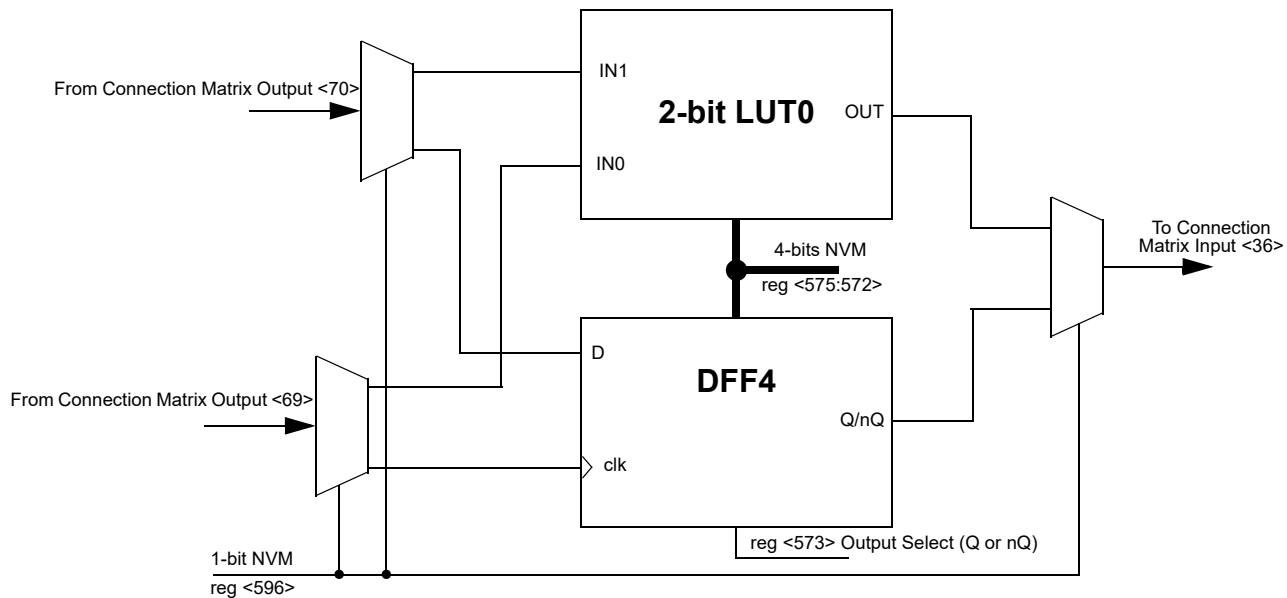 From Connection Matrix Output <70>
IN1
2-bit LUT0
OUT
IN0
To Connection
Matrix Input <36>
4-bits NVM
reg <575:572>
D
DFF4
From Connection Matrix Output <69>
Q/nQ
clk
reg <573> Output Select (Q or nQ)
1-bit NVM
reg <596>